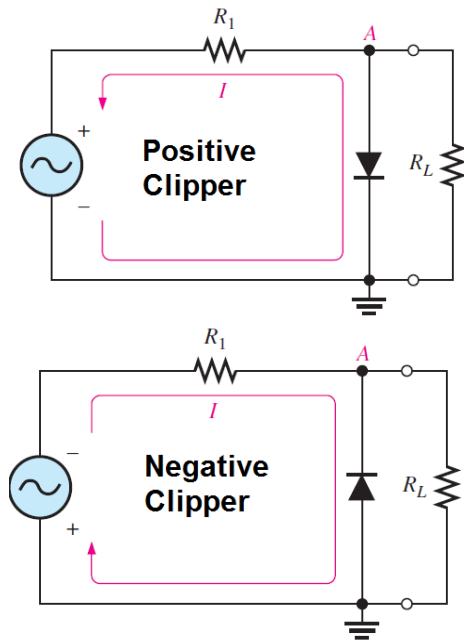 R1
A
I
+
Positive
Clipper
RL
−
R1
A
I
−
Negative
Clipper
RL
+